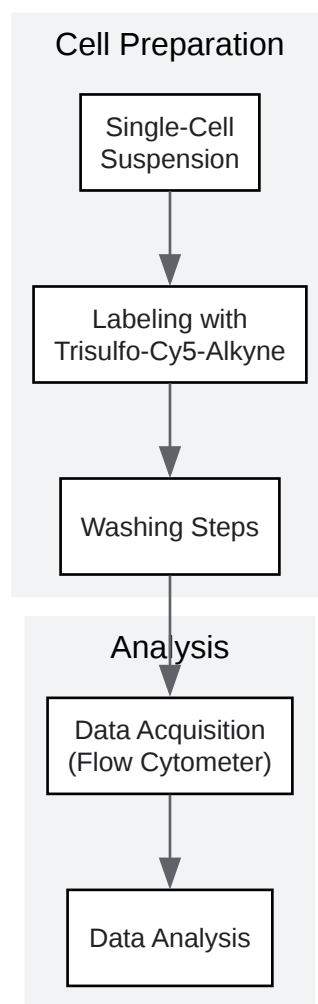 Cell Preparation
Single-Cell
Suspension
Labeling with
Trisulfo-Cy5-Alkyne
Washing Steps
Analysis
Data Acquisition
(Flow Cytometer)
Data Analysis